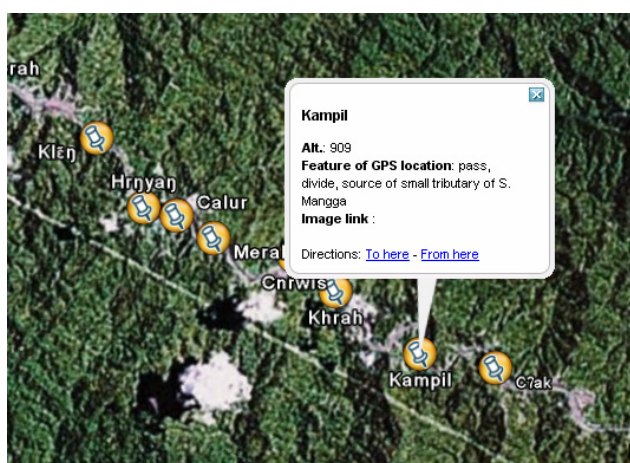 rah
Klɛ̃ŋ
Hrŋyaŋ
Calur
Meral
Cnrwis
Khrah
Kampil
Cʔak
Kampil
Alt.: 909
Feature of GPS location: pass,
divide, source of small tributary of S.
Mangga
Image link :
Directions: To here - From here